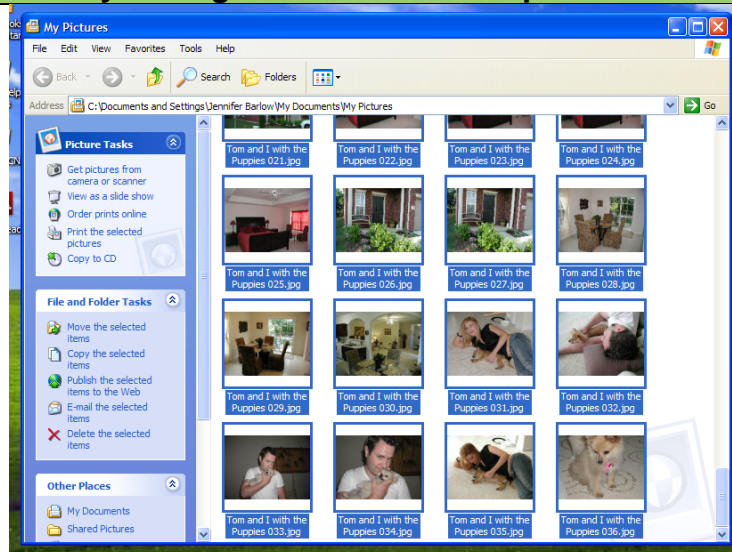 My Pictures
File Edit View Favorites Tools Help
Back Search Folders
Address C:\Documents and Settings\Jennifer Barlow\My Documents\My Pictures Go
Picture Tasks
Get pictures from
camera or scanner
View as a slide show
Order prints online
Print the selected
pictures
Copy to CD
File and Folder Tasks
Move the selected
items
Copy the selected
items
Publish the selected
items to the Web
E-mail the selected
items
Delete the selected
items
Other Places
My Documents
Shared Pictures
Tom and I with the
Puppies 021.jpg
Tom and I with the
Puppies 022.jpg
Tom and I with the
Puppies 023.jpg
Tom and I with the
Puppies 024.jpg
Tom and I with the
Puppies 025.jpg
Tom and I with the
Puppies 026.jpg
Tom and I with the
Puppies 027.jpg
Tom and I with the
Puppies 028.jpg
Tom and I with the
Puppies 029.jpg
Tom and I with the
Puppies 030.jpg
Tom and I with the
Puppies 031.jpg
Tom and I with the
Puppies 032.jpg
Tom and I with the
Puppies 033.jpg
Tom and I with the
Puppies 034.jpg
Tom and I with the
Puppies 035.jpg
Tom and I with the
Puppies 036.jpg